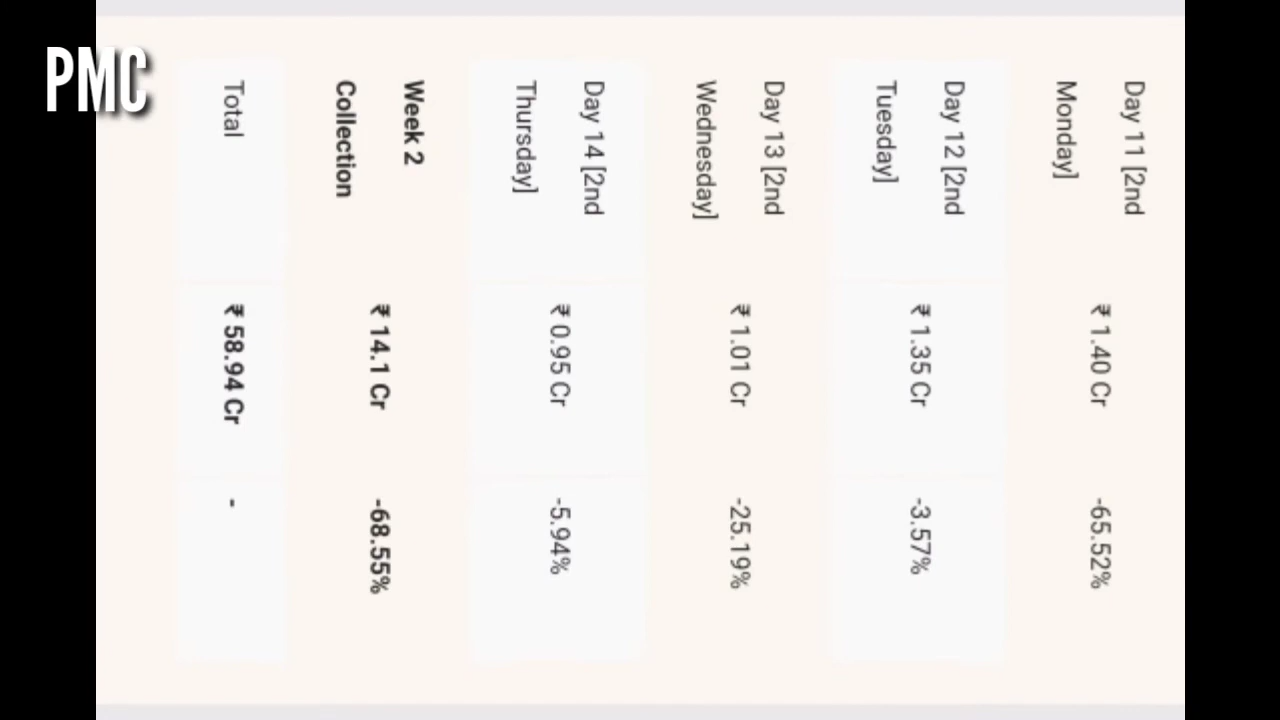 PMC
Day 11 [2nd
Monday]
₹ 1.40 Cr
-65.52%
Day 12 [2nd
Tuesday]
₹ 1.35 Cr
-3.57%
Day 13 [2nd
Wednesday]
₹ 1.01 Cr
-25.19%
Day 14 [2nd
Thursday]
₹ 0.95 Cr
-5.94%
Week 2
Collection
₹ 14.1 Cr
-68.55%
Total
₹ 58.94 Cr
-